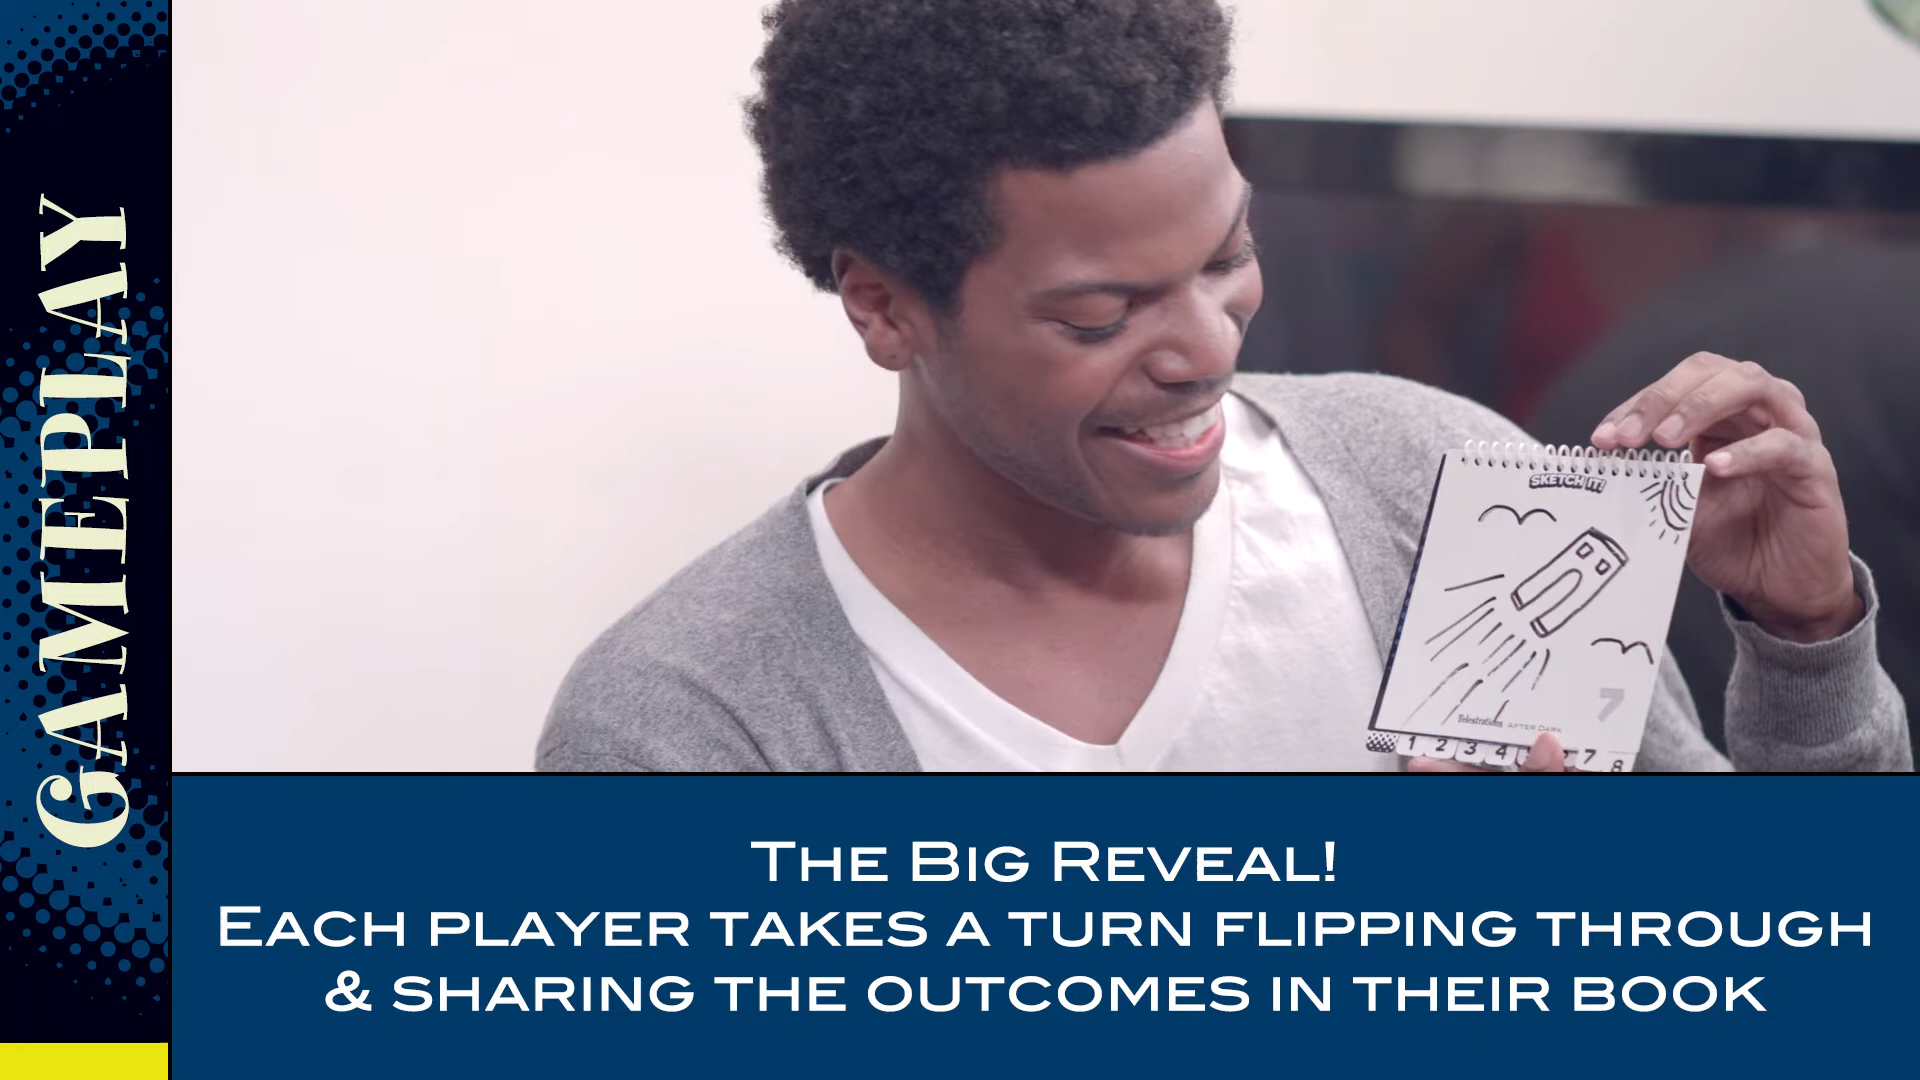 GAMEPLAY
SKETCH IT!
7
Telestrations AFTER DARK
1 2 3 4 7 8
THE BIG REVEAL!
EACH PLAYER TAKES A TURN FLIPPING THROUGH
& SHARING THE OUTCOMES IN THEIR BOOK